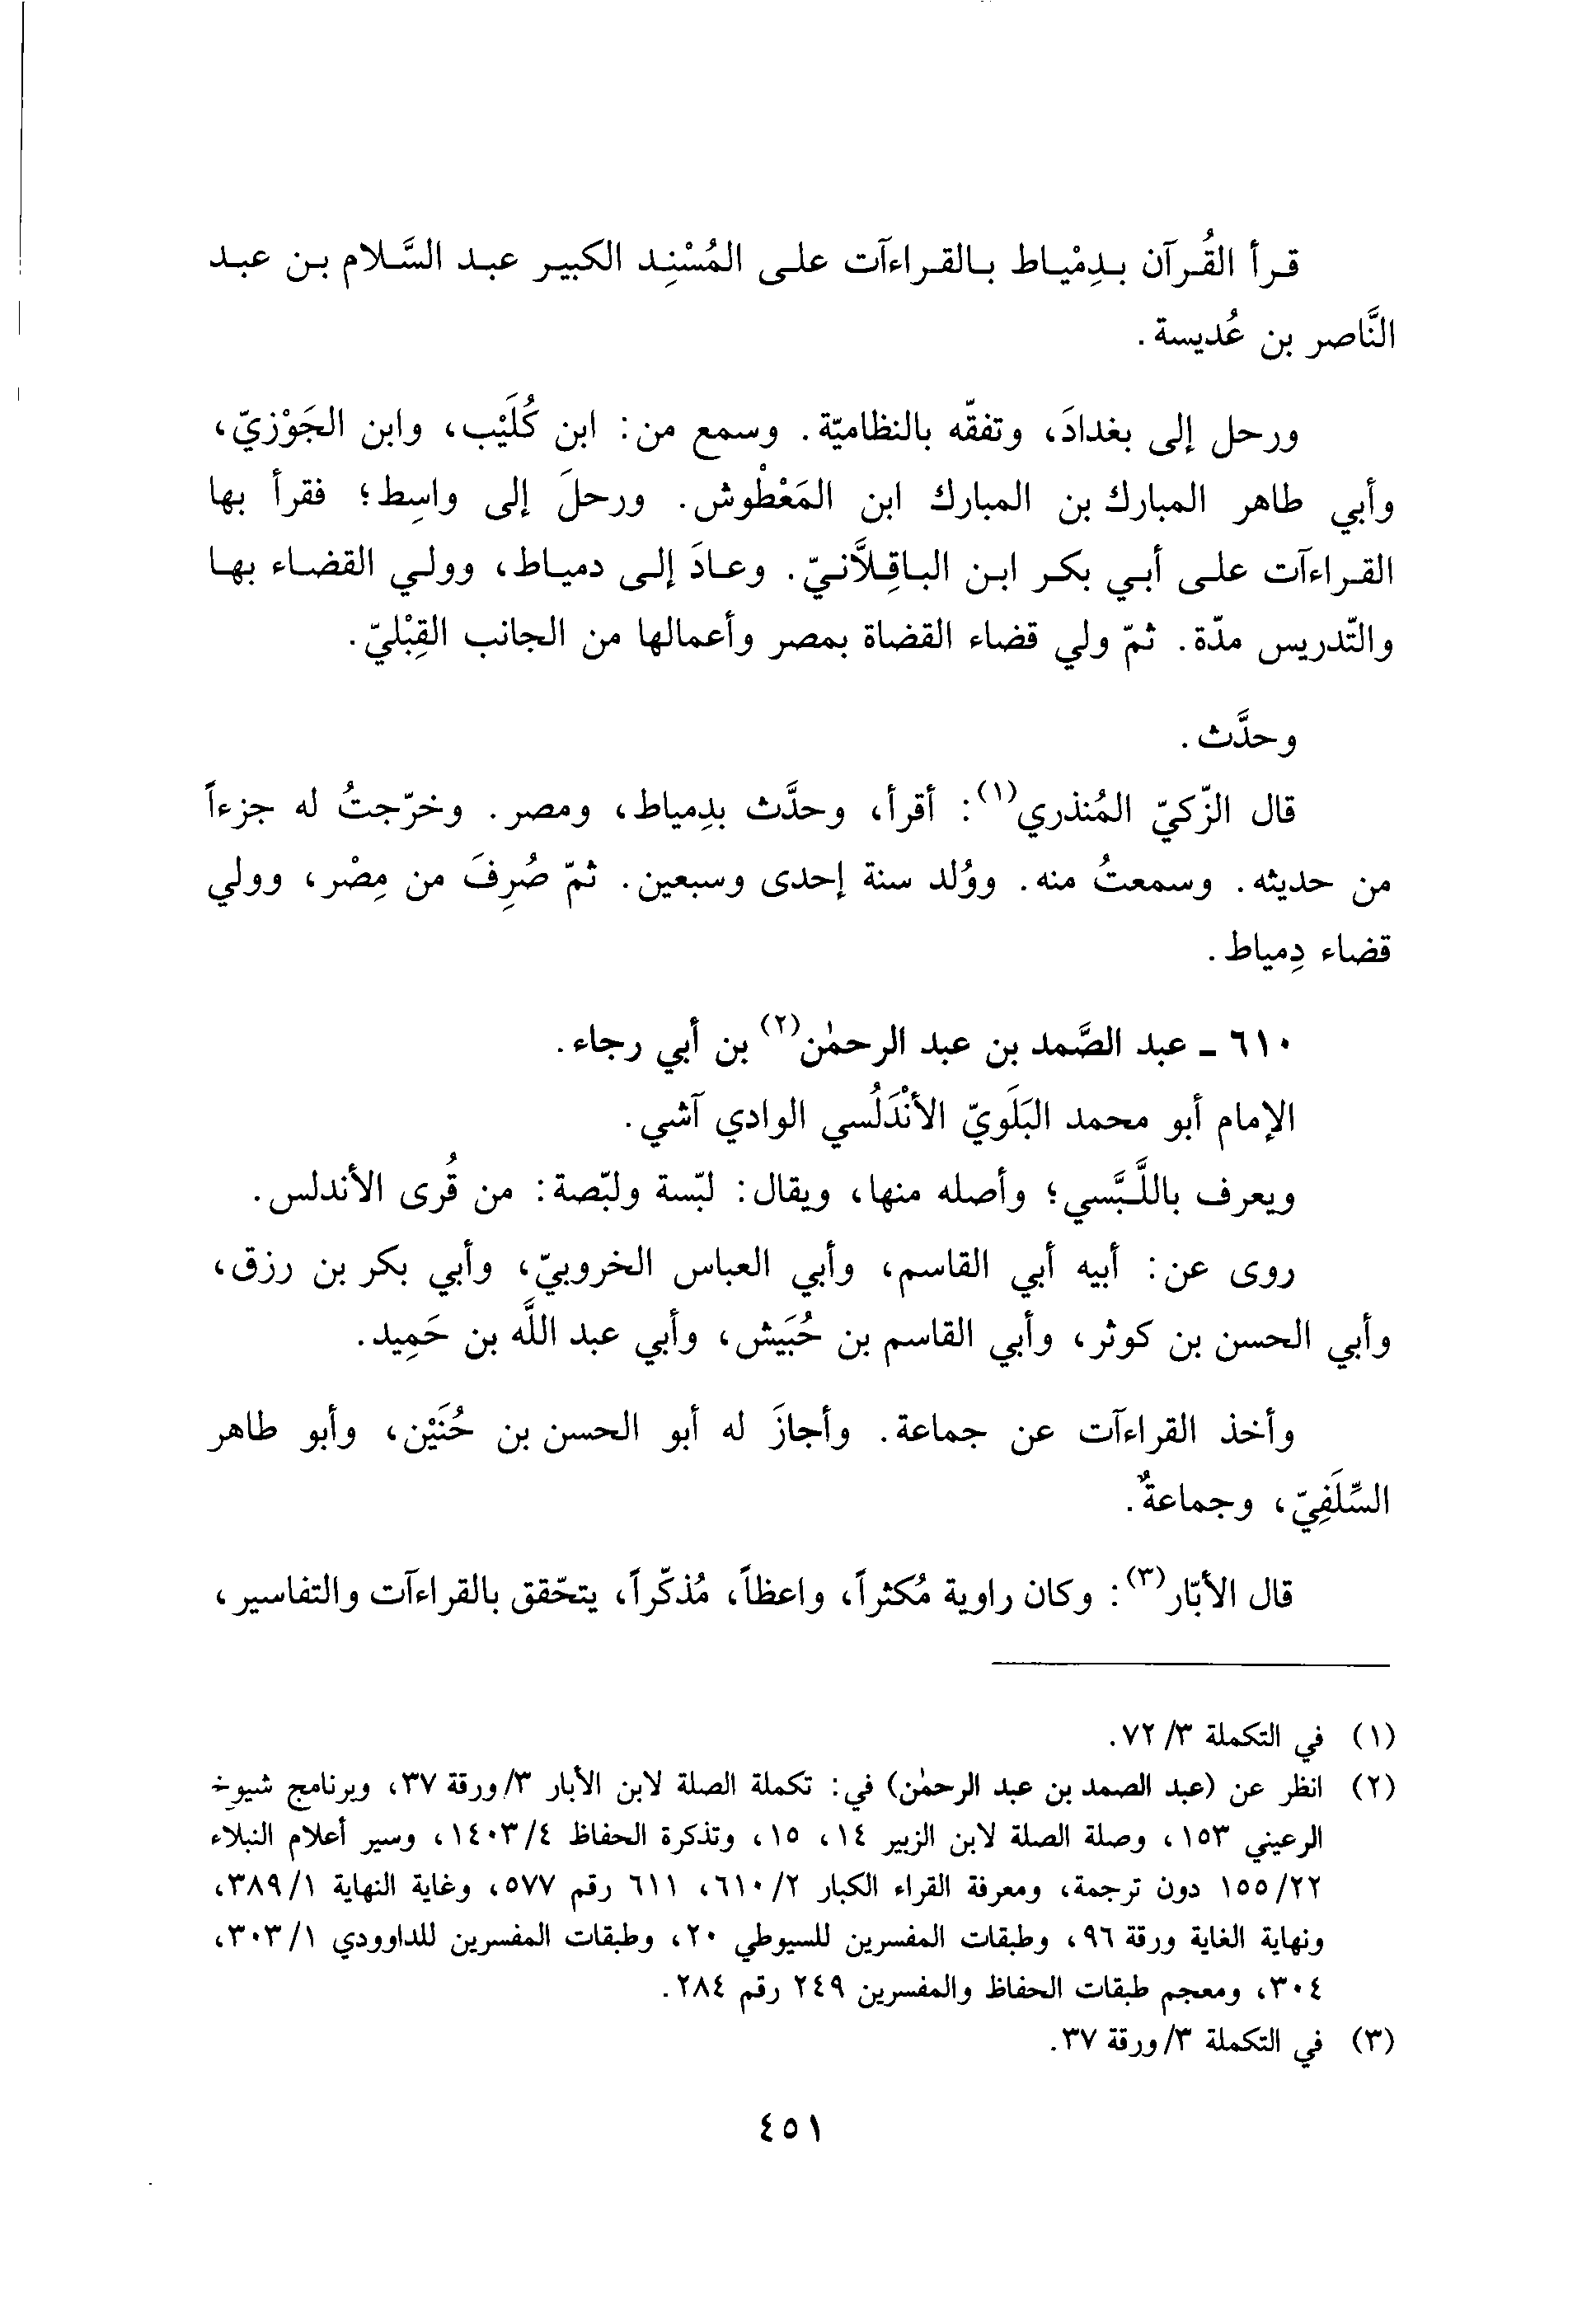 قرأ القُرآن بدِمْياط بالقراءآت على المُسْنِد الكبير عبد السَّلام بن عبد
النَّاصر بن عُديسة.
ورحل إلى بغدادَ، وتفقّه بالنظاميّة. وسمع من: ابن كُلَيْب، وابن الجَوْزيّ،
وأبي طاهر المبارك بن المبارك ابن المَعْطْوش. ورحلَ إلى واسِط؛ فقرأ بها
القراءآت على أبي بكر ابن الباقِلَّانيّ. وعادَ إلى دمياط، وولي القضاء بها
والتّدريس مدّة. ثمّ ولي قضاء القضاة بمصر وأعمالها من الجانب القِبْليّ.
وحدَّث.
قال الزّكيّ المُنذري(١): أقرأ، وحدَّث بدِمياط، ومصر. وخرّجتُ له جزءاً
من حديثه. وسمعتُ منه. ووُلد سنة إحدى وسبعين. ثمّ صُرِفَ من مِصْر، وولي
قضاء دِمياط.
٦١٠ - عبد الصَّمد بن عبد الرحمٰن(٢) بن أبي رجاء.
الإمام أبو محمد البَلَويّ الأنْدَلُسي الوادي آشي.
ويعرف باللَّبَّسي؛ وأصله منها، ويقال: لبّسة ولبّصة: من قُرى الأندلس.
روى عن: أبيه أبي القاسم، وأبي العباس الخروبيّ، وأبي بكر بن رزق،
وأبي الحسن بن كوثر، وأبي القاسم بن حُبَيش، وأبي عبد اللَّه بن حَمِيد.
وأخذ القراءآت عن جماعة. وأجازَ له أبو الحسن بن حُنَيْن، وأبو طاهر
السِّلَفِيّ، وجماعةٌ.
قال الأبّار(٣): وكان راوية مُكثراً، واعظاً، مُذكّراً، يتحّقق بالقراءآت والتفاسير،
(١) في التكملة ٣/ ٧٢.
(٢) انظر عن (عبد الصمد بن عبد الرحمٰن) في: تكملة الصلة لابن الأبار ٣/ورقة ٣٧، وبرنامج شيوخ
الرعيني ١٥٣، وصلة الصلة لابن الزبير ١٤، ١٥، وتذكرة الحفاظ ٤/ ١٤٠٣، وسير أعلام النبلاء
٢٢/ ١٥٥ دون ترجمة، ومعرفة القراء الكبار ٢/ ٦١٠، ٦١١ رقم ٥٧٧، وغاية النهاية ١/ ٣٨٩،
ونهاية الغاية ورقة ٩٦، وطبقات المفسرين للسيوطي ٢٠، وطبقات المفسرين للداوودي ١/ ٣٠٣،
٣٠٤، ومعجم طبقات الحفاظ والمفسرين ٢٤٩ رقم ٢٨٤.
(٣) في التكملة ٣/ورقة ٣٧.
٤٥١